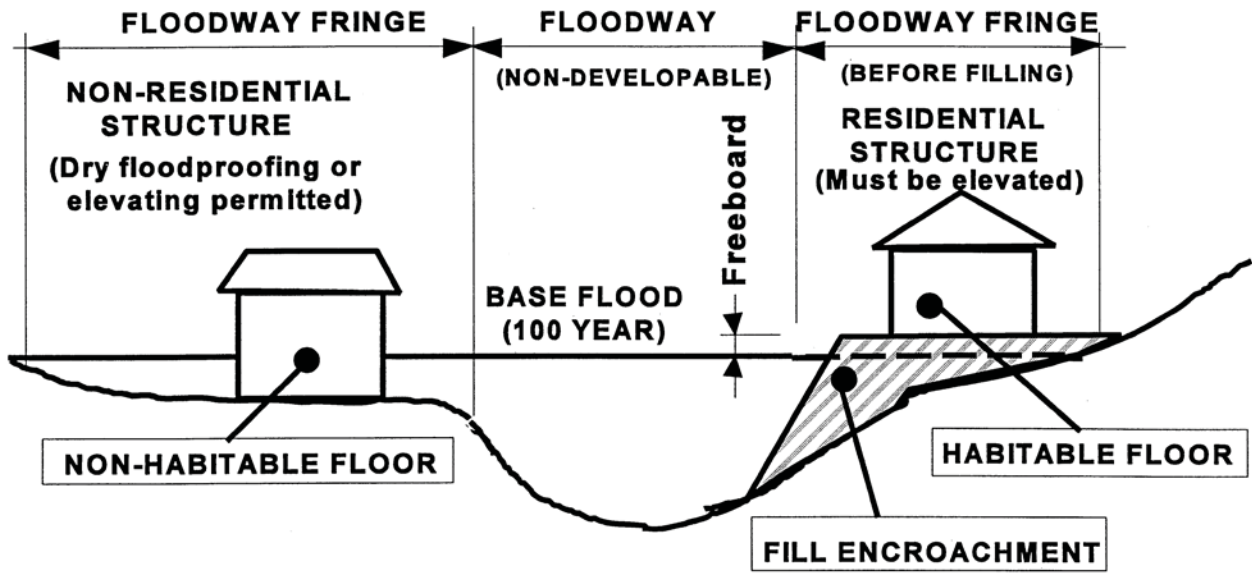 FLOODWAY FRINGE
FLOODWAY
FLOODWAY FRINGE
(NON-DEVELOPABLE)
(BEFORE FILLING)
NON-RESIDENTIAL
STRUCTURE
(Dry floodproofing or
elevating permitted)
RESIDENTIAL
STRUCTURE
(Must be elevated)
Freeboard
BASE FLOOD
(100 YEAR)
NON-HABITABLE FLOOR
HABITABLE FLOOR
FILL ENCROACHMENT